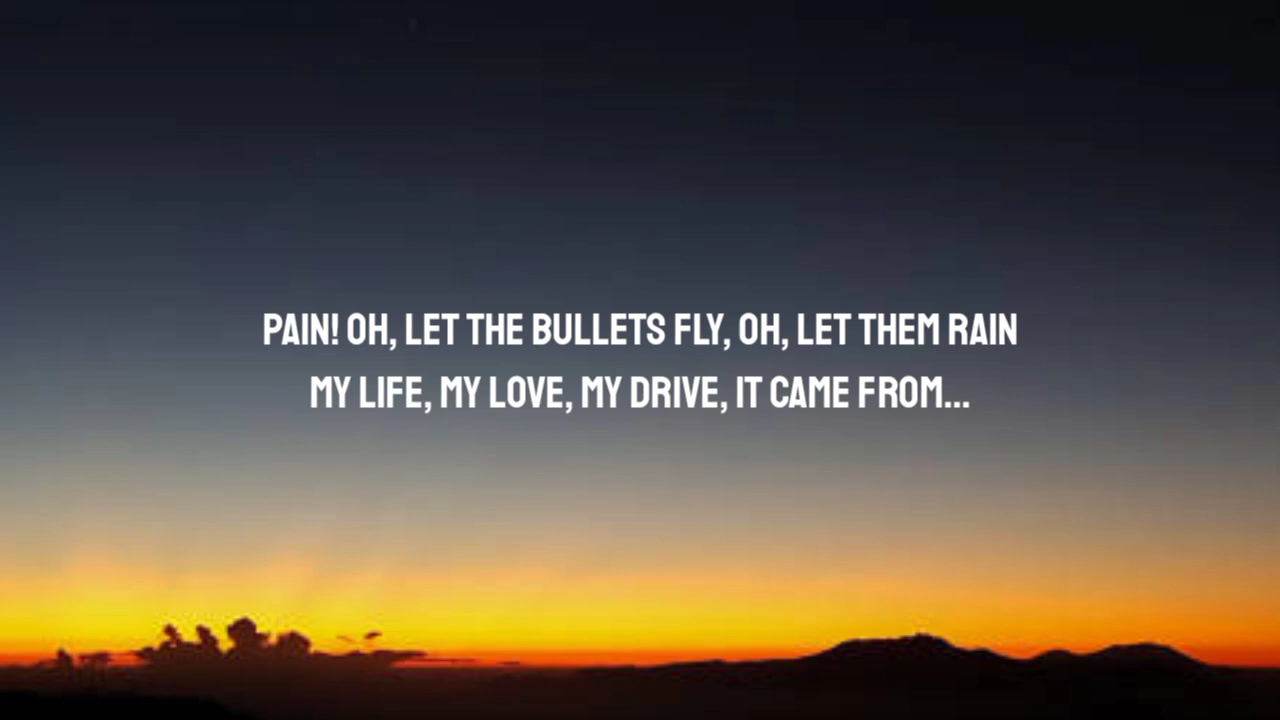 PAIN! OH, LET THE BULLETS FLY, OH, LET THEM RAIN
MY LIFE, MY LOVE, MY DRIVE, IT CAME FROM...